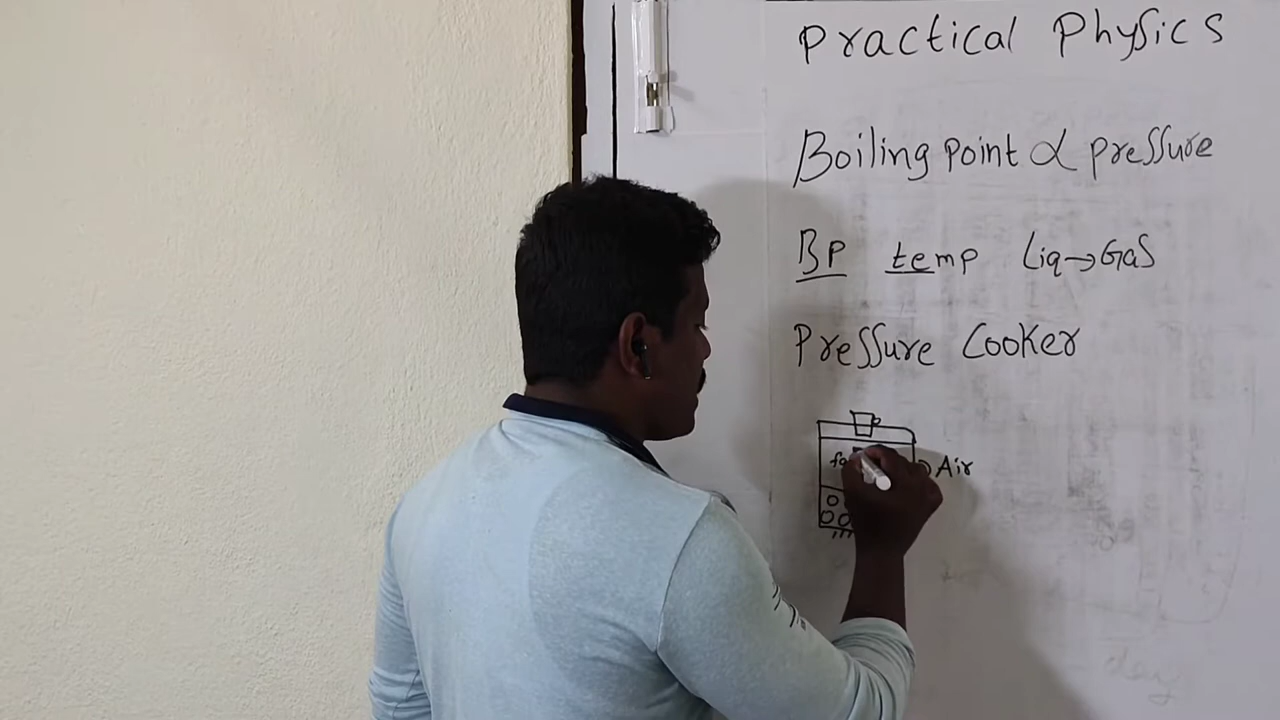 Practical Physics
Boiling point ∝ pressure
BP temp Liq→Gas
Pressure Cooker
Air